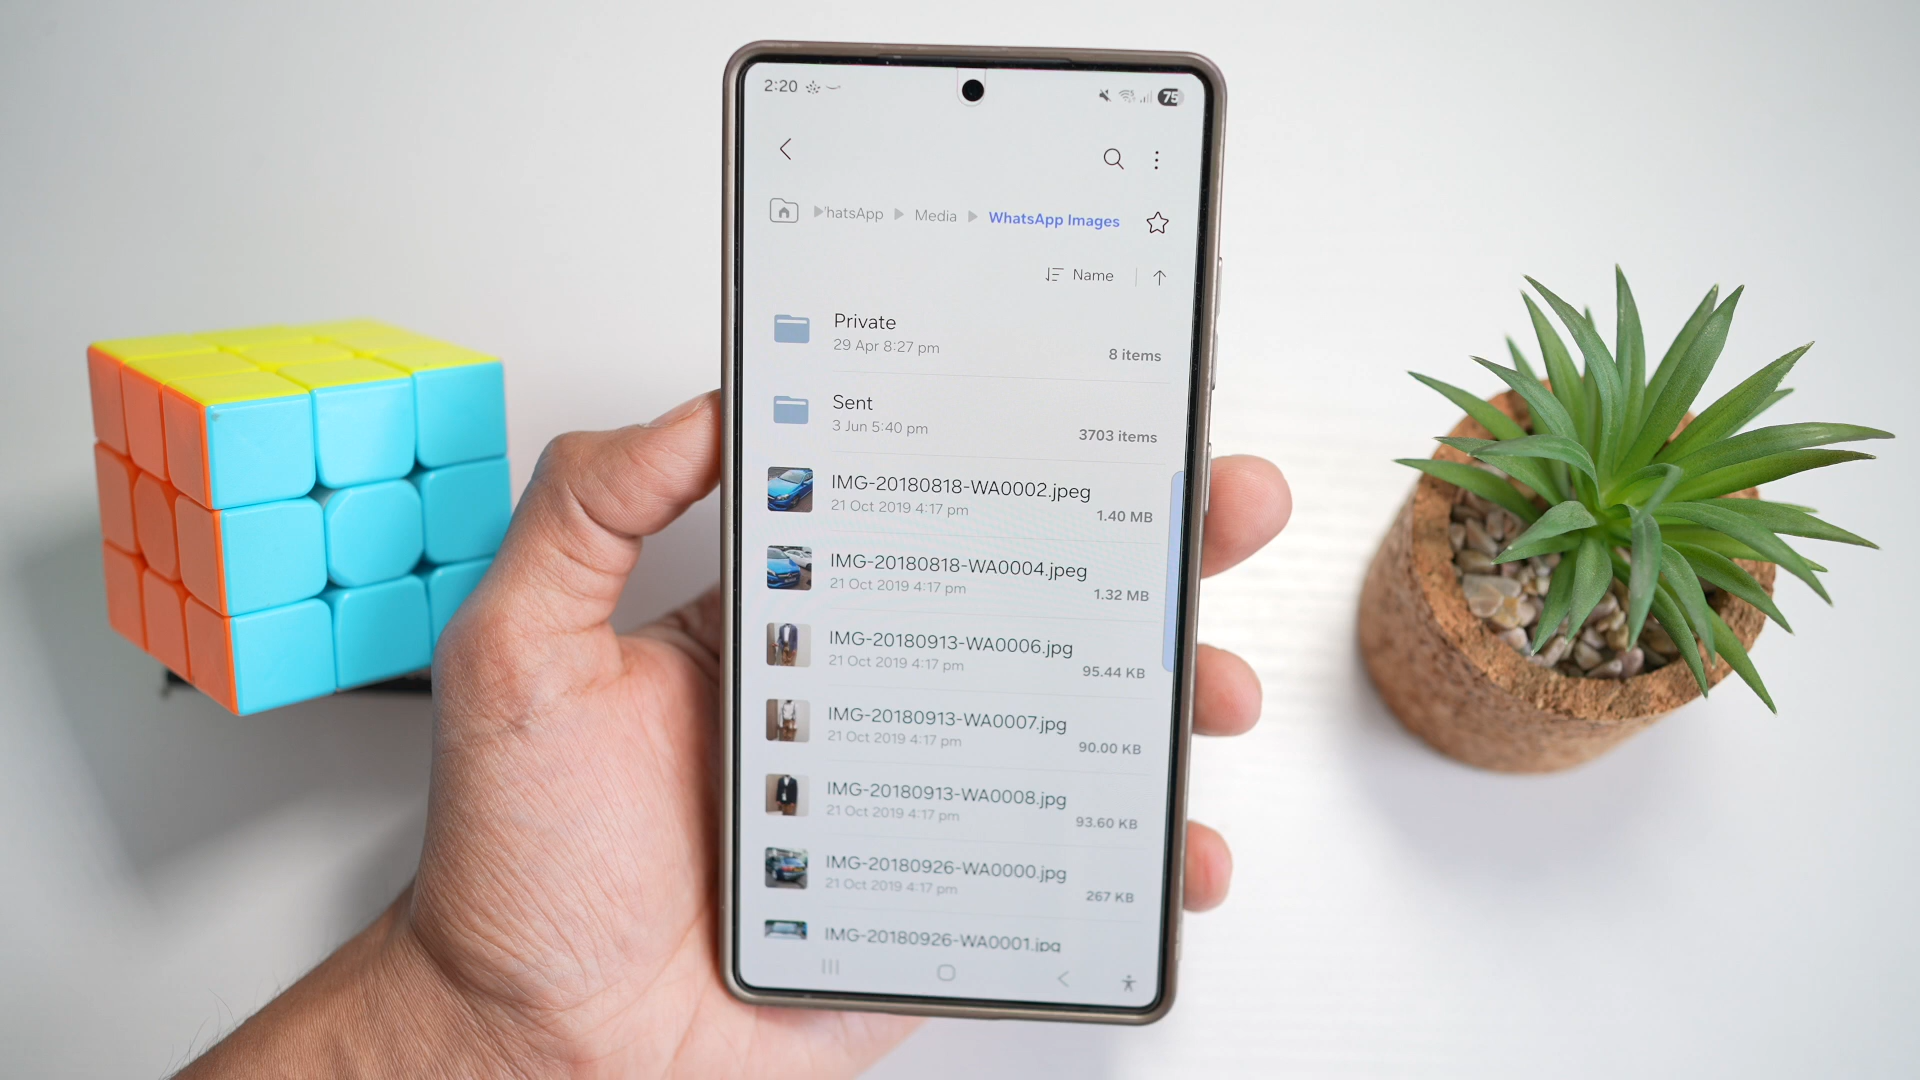 2:20
75
'hatsApp Media WhatsApp Images
Name
Private
29 Apr 8:27 pm
8 items
Sent
3 Jun 5:40 pm
3703 items
IMG-20180818-WA0002.jpeg
21 Oct 2019 4:17 pm
1.40 MB
IMG-20180818-WA0004.jpeg
21 Oct 2019 4:17 pm
1.32 MB
IMG-20180913-WA0006.jpg
21 Oct 2019 4:17 pm
95.44 KB
IMG-20180913-WA0007.jpg
21 Oct 2019 4:17 pm
90.00 KB
IMG-20180913-WA0008.jpg
21 Oct 2019 4:17 pm
93.60 KB
IMG-20180926-WA0000.jpg
21 Oct 2019 4:17 pm
267 KB
IMG-20180926-WA0001.jpg